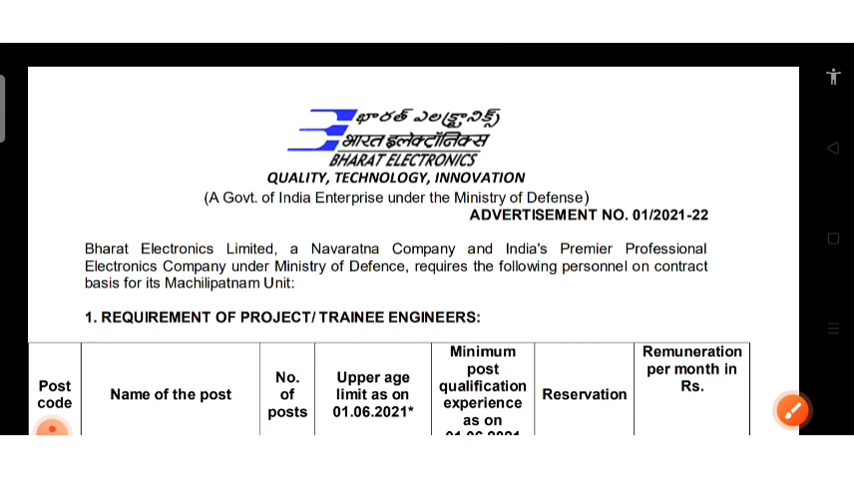 భారత్ ఎలక్ట్రానిక్స్
भारत इलेक्ट्रॉनिक्स
BHARAT ELECTRONICS
QUALITY, TECHNOLOGY, INNOVATION
(A Govt. of India Enterprise under the Ministry of Defense)
ADVERTISEMENT NO. 01/2021-22
Bharat Electronics Limited, a Navaratna Company and India's Premier Professional
Electronics Company under Ministry of Defence, requires the following personnel on contract
basis for its Machilipatnam Unit:
1. REQUIREMENT OF PROJECT/ TRAINEE ENGINEERS:
Post
code
Name of the post
No.
of
posts
Upper age
limit as on
01.06.2021*
Minimum
post
qualification
experience
as on
01.06.2021
Reservation
Remuneration
per month in
Rs.